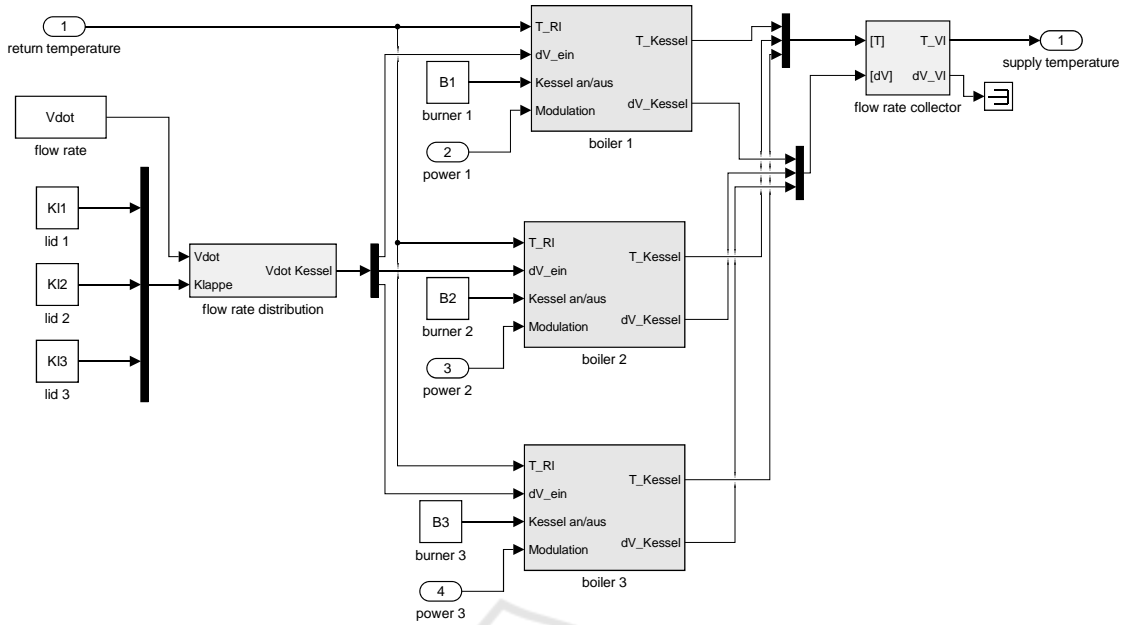 1
return temperature
Vdot
flow rate
Kl1
lid 1
Kl2
lid 2
Kl3
lid 3
Vdot
Klappe
Vdot Kessel
flow rate distribution
B1
burner 1
2
power 1
T_Rl
dV_ein
Kessel an/aus
Modulation
T_Kessel
dV_Kessel
boiler 1
B2
burner 2
3
power 2
T_Rl
dV_ein
Kessel an/aus
Modulation
T_Kessel
dV_Kessel
boiler 2
B3
burner 3
4
power 3
T_Rl
dV_ein
Kessel an/aus
Modulation
T_Kessel
dV_Kessel
boiler 3
[T]
[dV]
T_Vl
dV_Vl
flow rate collector
1
supply temperature